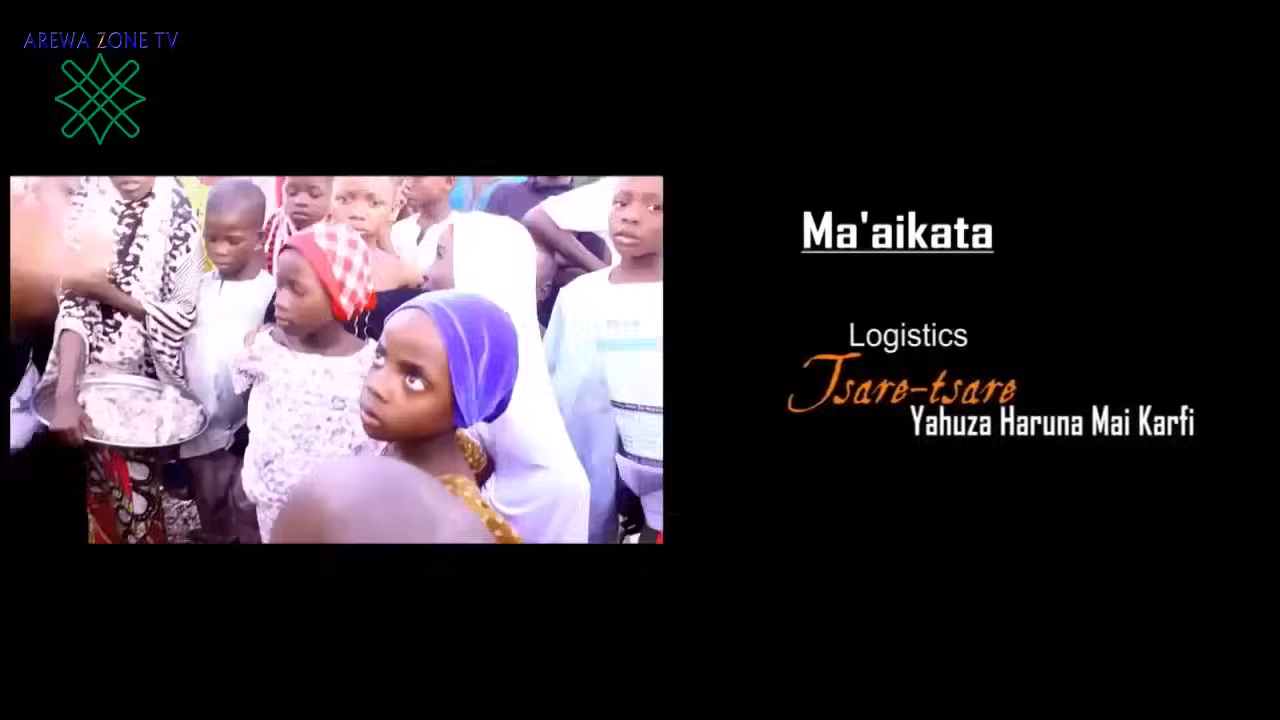 AREWA ZONE TV
Ma'aikata
Logistics
Tsare-tsare
Yahuza Haruna Mai Karfi